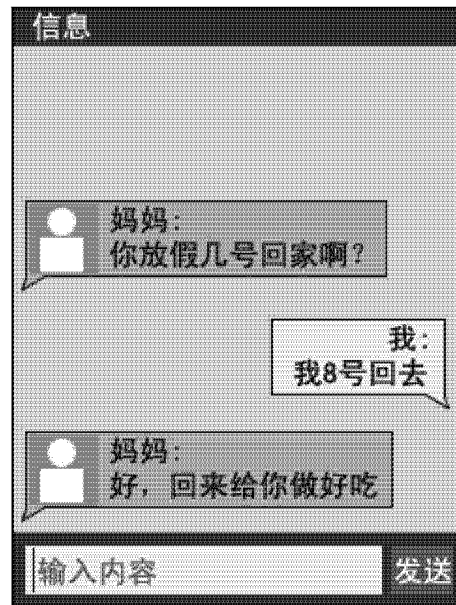 信息
妈妈:
你放假几号回家啊?
我:
我8号回去
妈妈:
好，回来给你做好吃
输入内容
发送